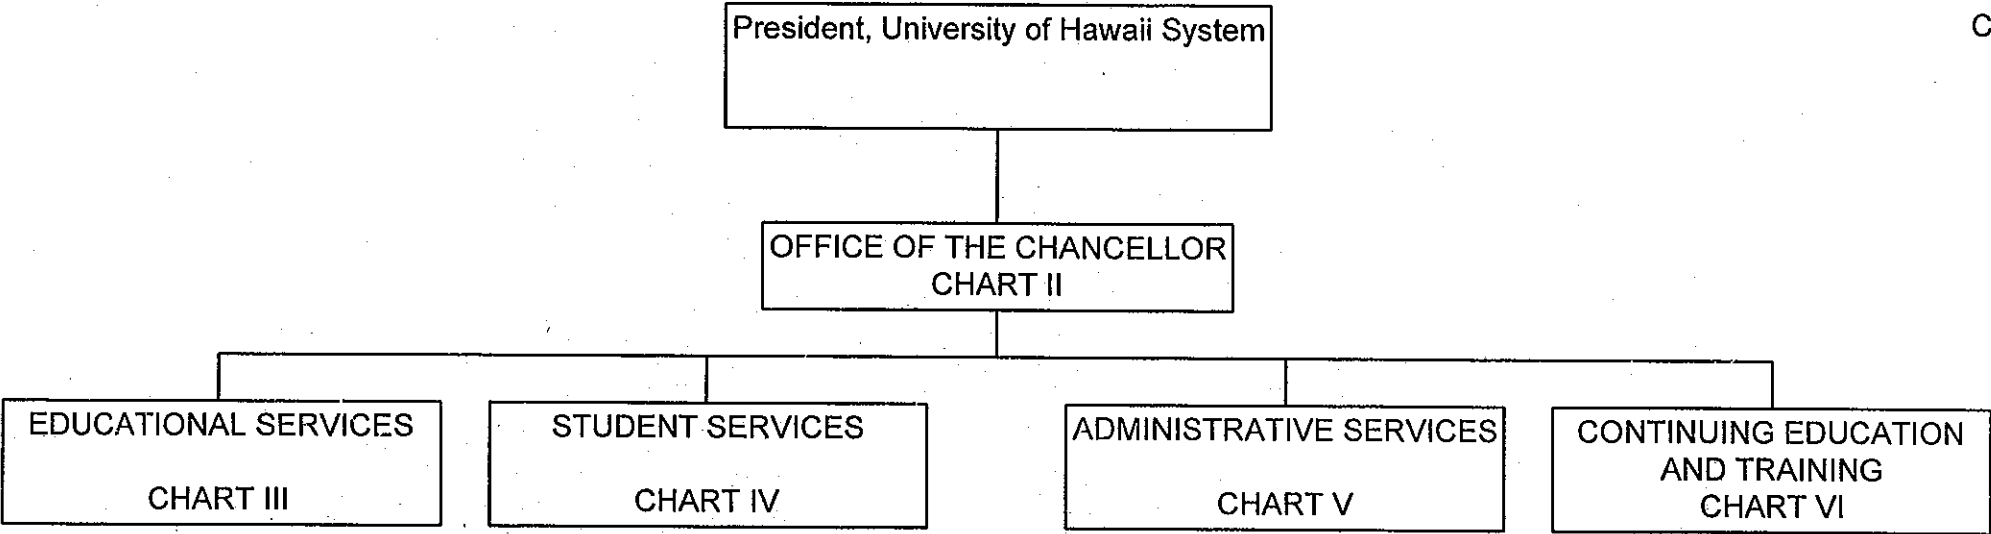 President, University of Hawaii System
C
OFFICE OF THE CHANCELLOR
CHART II
EDUCATIONAL SERVICES
CHART III
STUDENT SERVICES
CHART IV
ADMINISTRATIVE SERVICES
CHART V
CONTINUING EDUCATION
AND TRAINING
CHART VI